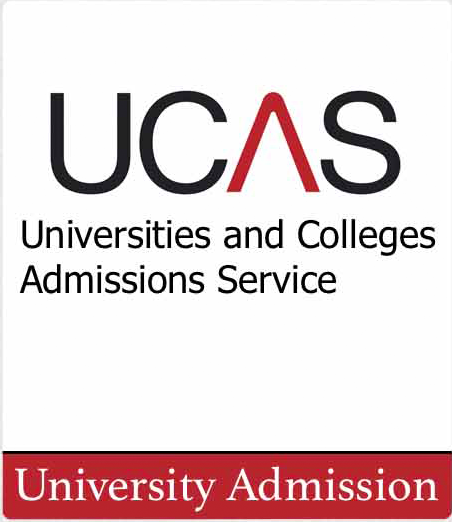 UCAS
Universities and Colleges
Admissions Service
University Admission